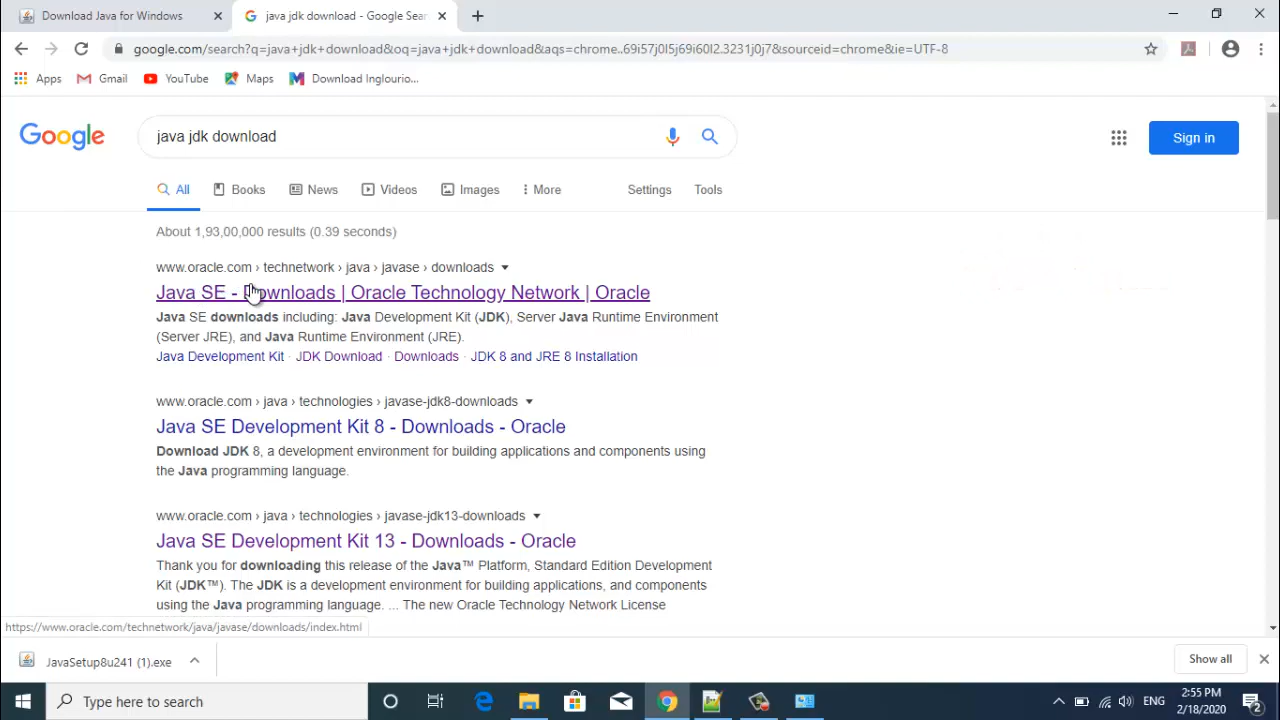 Download Java for Windows
java jdk download - Google Sear
google.com/search?q=java+jdk+download&oq=java+jdk+download&aqs=chrome..69i57j0l5j69i60l2.3231j0j7&sourceid=chrome&ie=UTF-8
Apps Gmail YouTube Maps Download Inglourio...
Google
java jdk download
Sign in
All Books News Videos Images More Settings Tools
About 1,93,00,000 results (0.39 seconds)
www.oracle.com › technetwork › java › javase › downloads
Java SE - Downloads | Oracle Technology Network | Oracle
Java SE downloads including: Java Development Kit (JDK), Server Java Runtime Environment
(Server JRE), and Java Runtime Environment (JRE).
Java Development Kit · JDK Download · Downloads · JDK 8 and JRE 8 Installation
www.oracle.com › java › technologies › javase-jdk8-downloads
Java SE Development Kit 8 - Downloads - Oracle
Download JDK 8, a development environment for building applications and components using
the Java programming language.
www.oracle.com › java › technologies › javase-jdk13-downloads
Java SE Development Kit 13 - Downloads - Oracle
Thank you for downloading this release of the Java™ Platform, Standard Edition Development
Kit (JDK™). The JDK is a development environment for building applications, and components
using the Java programming language. ... The new Oracle Technology Network License
https://www.oracle.com/technetwork/java/javase/downloads/index.html
JavaSetup8u241 (1).exe
Show all
Type here to search
ENG
2:55 PM
2/18/2020
2